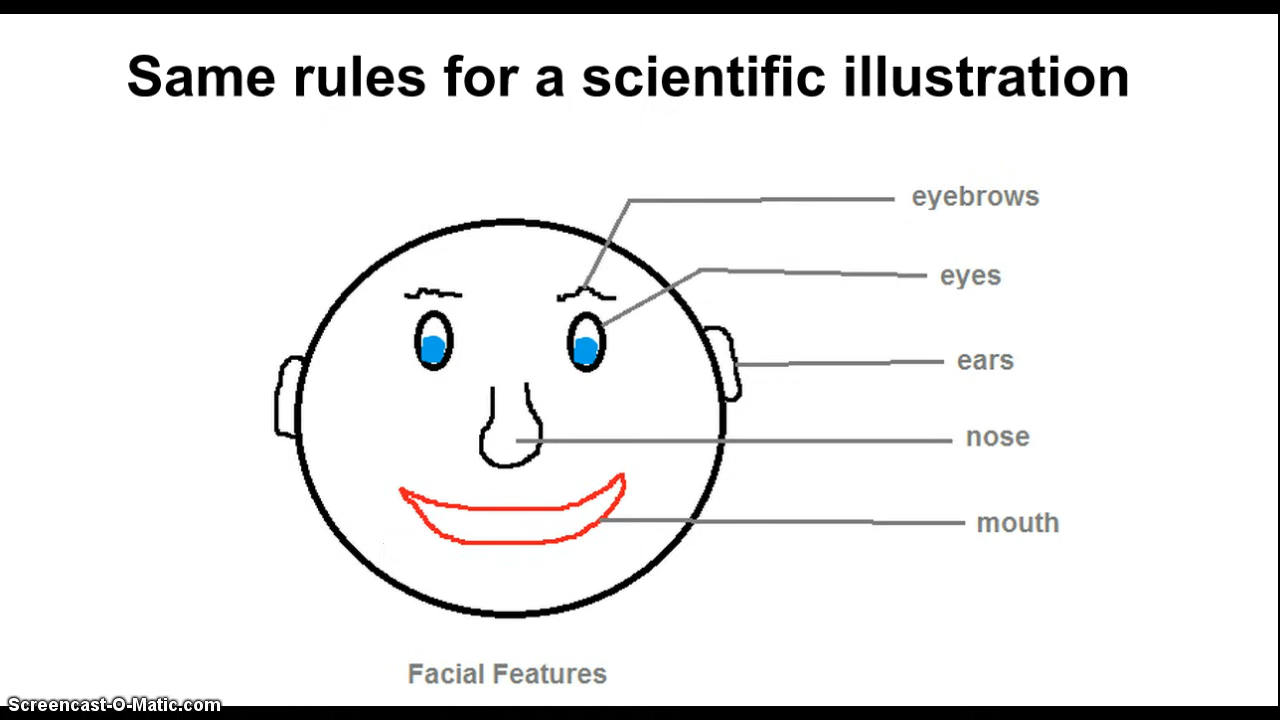 Same rules for a scientific illustration
eyebrows
eyes
ears
nose
mouth
Facial Features
Screencast-O-Matic.com